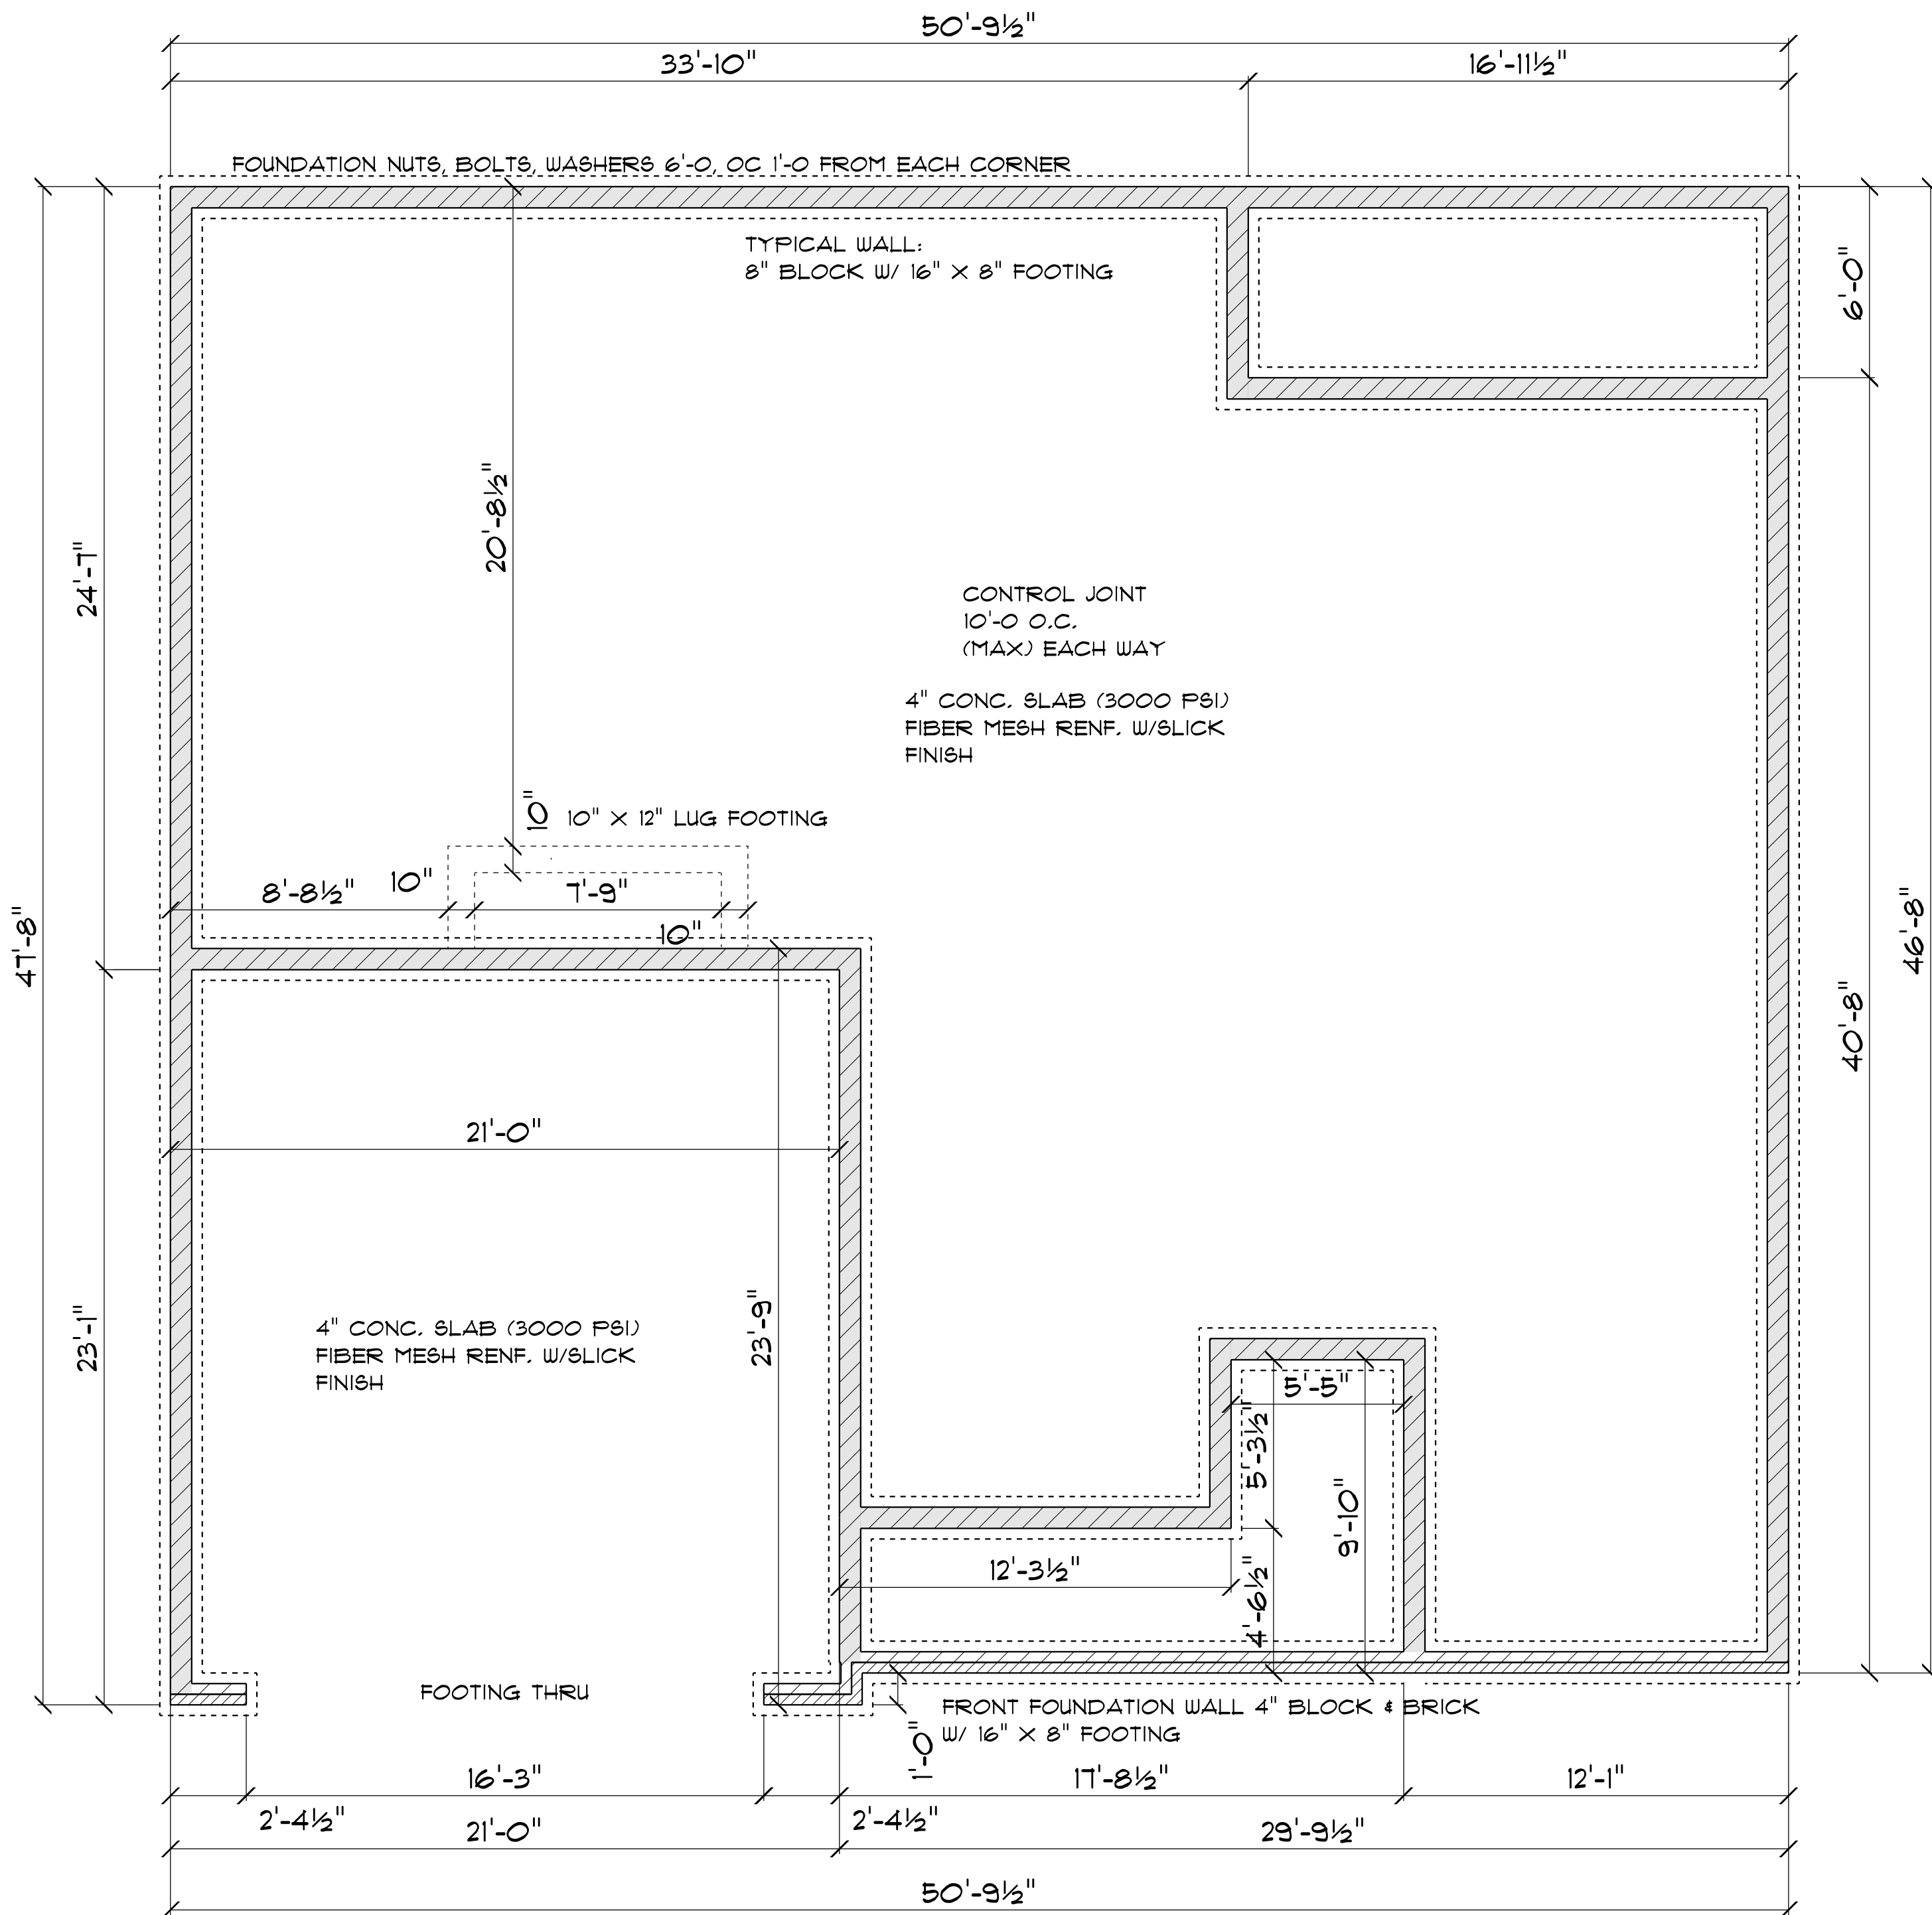 50'-9½"
33'-10"
16'-11½"
FOUNDATION NUTS, BOLTS, WASHERS 6'-0, OC 1'-0 FROM EACH CORNER
TYPICAL WALL:
8" BLOCK W/ 16" X 8" FOOTING
6'-0"
20'-8½"
24'-7"
CONTROL JOINT
10'-0 O.C.
(MAX) EACH WAY
4" CONC. SLAB (3000 PSI)
FIBER MESH RENF. W/SLICK
FINISH
10"
10" X 12" LUG FOOTING
8'-8½"
10"
7'-9"
10"
47'-8"
46'-8"
40'-8"
21'-0"
23'-1"
23'-9"
4" CONC. SLAB (3000 PSI)
FIBER MESH RENF. W/SLICK
FINISH
5'-5"
5'-3½"
9'-10"
12'-3½"
4'-6½"
FOOTING THRU
FRONT FOUNDATION WALL 4" BLOCK & BRICK
W/ 16" X 8" FOOTING
1'-0"
16'-3"
17'-8½"
12'-1"
2'-4½"
2'-4½"
21'-0"
29'-9½"
50'-9½"